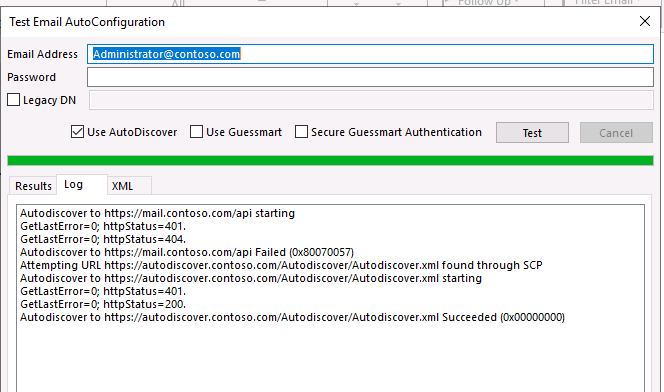 All
Follow Up
Filter Email
Test Email AutoConfiguration
Email Address Administrator@contoso.com
Password
Legacy DN
Use AutoDiscover Use Guessmart Secure Guessmart Authentication Test Cancel
Results Log XML
Autodiscover to https://mail.contoso.com/api starting
GetLastError=0; httpStatus=401.
GetLastError=0; httpStatus=404.
Autodiscover to https://mail.contoso.com/api Failed (0x80070057)
Attempting URL https://autodiscover.contoso.com/Autodiscover/Autodiscover.xml found through SCP
Autodiscover to https://autodiscover.contoso.com/Autodiscover/Autodiscover.xml starting
GetLastError=0; httpStatus=401.
GetLastError=0; httpStatus=200.
Autodiscover to https://autodiscover.contoso.com/Autodiscover/Autodiscover.xml Succeeded (0x00000000)